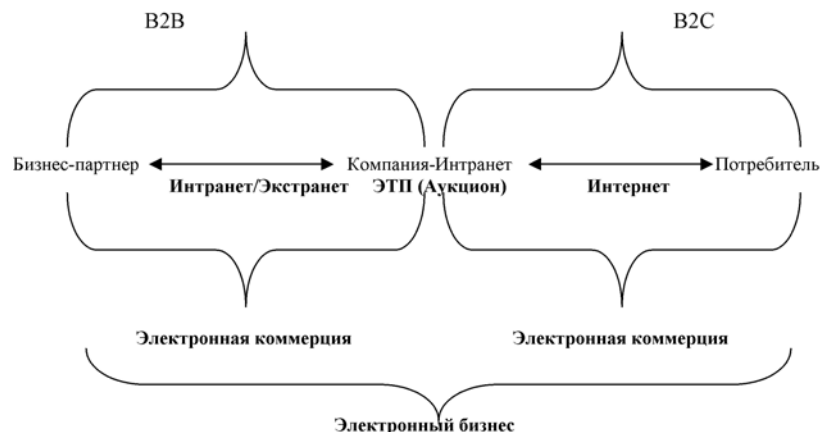 B2B B2C
Бизнес-партнер Компания-Интранет Потребитель
Интранет/Экстранет ЭТП (Аукцион) Интернет
Электронная коммерция Электронная коммерция
Электронный бизнес